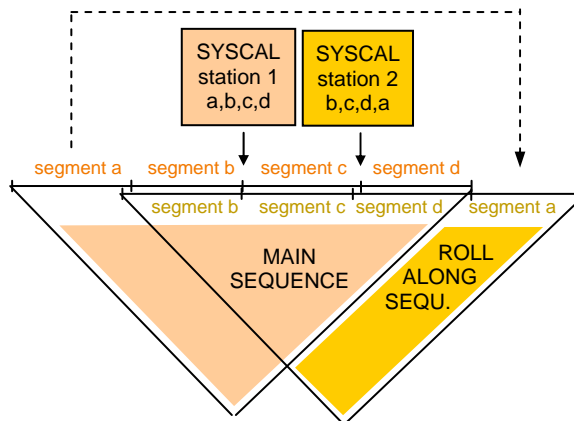 SYSCAL
station 1
a,b,c,d
SYSCAL
station 2
b,c,d,a
segment a segment b segment c segment d
segment b segment c segment d segment a
MAIN
SEQUENCE
ROLL
ALONG
SEQU.